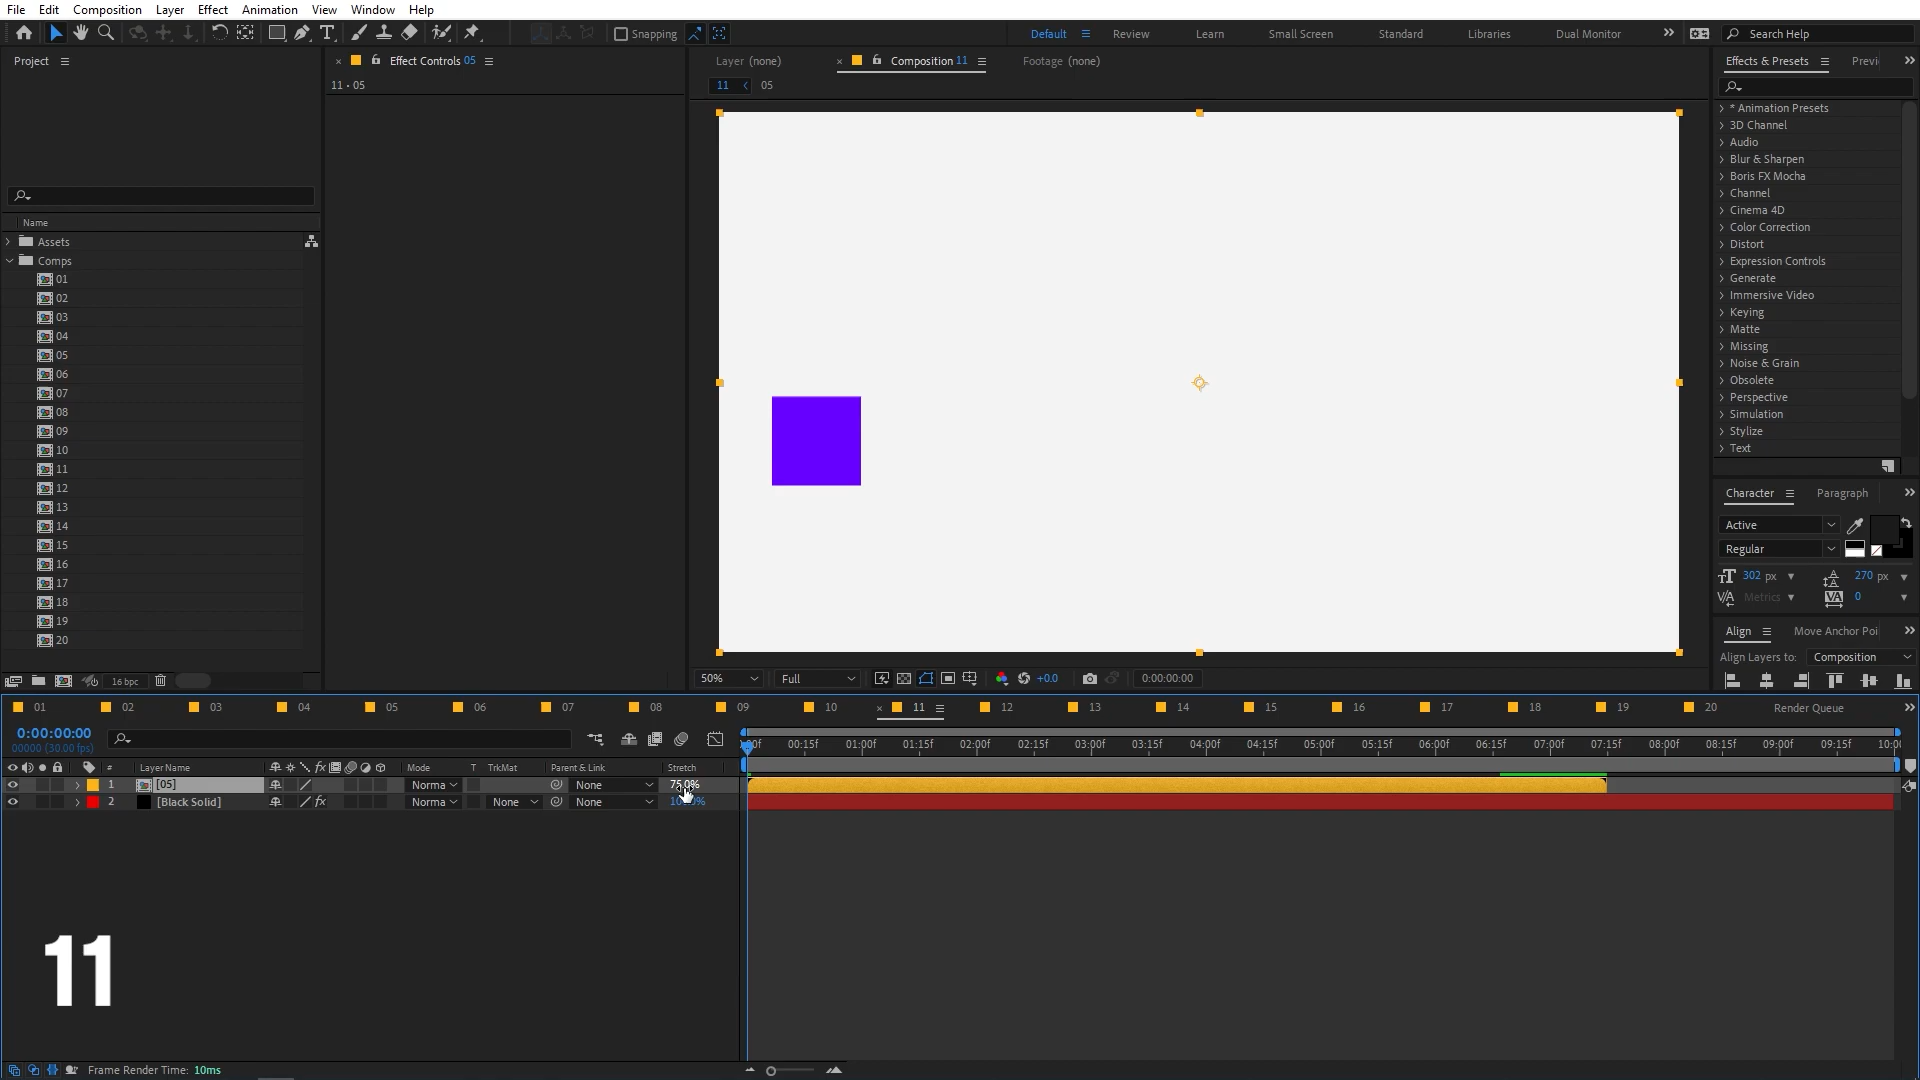 File Edit Composition Layer Effect Animation View Window Help
Snapping Default Review Learn Small Screen Standard Libraries Dual Monitor Search Help
Project Effect Controls 05 Layer (none) Composition 11 Footage (none) Effects & Presets Previ
11 • 05
11 05
* Animation Presets
3D Channel
Audio
Blur & Sharpen
Boris FX Mocha
Channel
Cinema 4D
Color Correction
Distort
Expression Controls
Generate
Immersive Video
Keying
Matte
Missing
Noise & Grain
Obsolete
Perspective
Simulation
Stylize
Text
Name
Assets
Comps
01
02
03
04
05
06
07
08
09
10
11
12
13
14
15
16
17
18
19
20
16 bpc
Character Paragraph
Active
Regular
302 px 270 px
Metrics 0
Align Move Anchor Poi
Align Layers to: Composition
50% Full +0.0 0:00:00:00
01 02 03 04 05 06 07 08 09 10 11 12 13 14 15 16 17 18 19 20 Render Queue
0:00:00:00
00000 (30.00 fps)
00:15f 01:00f 01:15f 02:00f 02:15f 03:00f 03:15f 04:00f 04:15f 05:00f 05:15f 06:00f 06:15f 07:00f 07:15f 08:00f 08:15f 09:00f 09:15f 10:0
# Layer Name Mode T TrkMat Parent & Link Stretch
1 [05] Norma None 75.0%
2 [Black Solid] Norma None None
11
Frame Render Time: 10ms